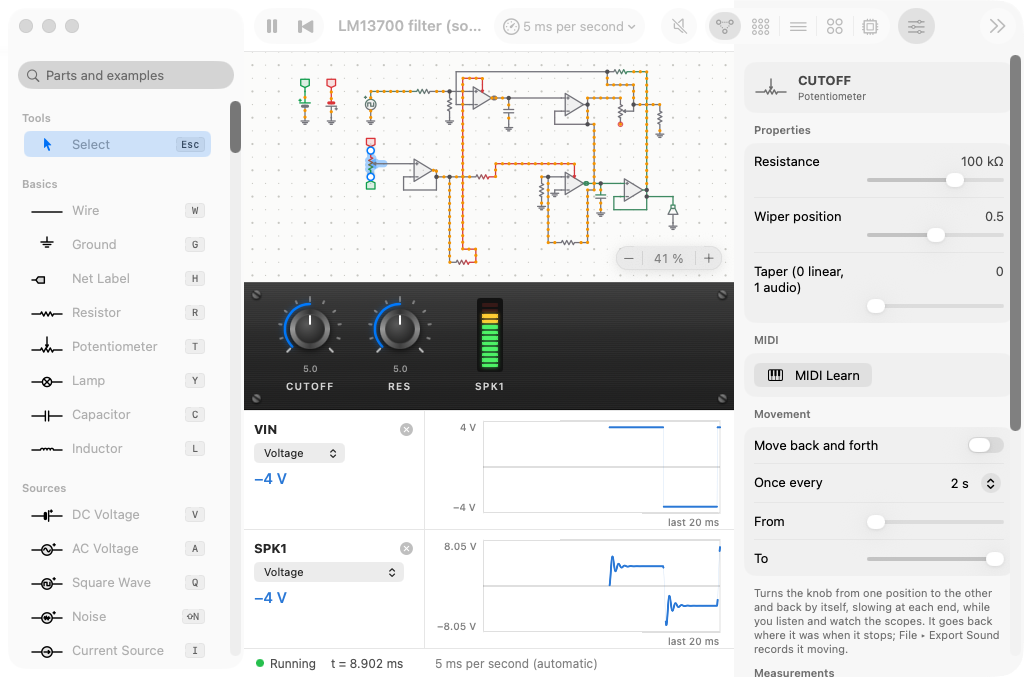 LM13700 filter (so...
5 ms per second
Parts and examples
Tools
Select Esc
Basics
Wire W
Ground G
Net Label H
Resistor R
Potentiometer T
Lamp Y
Capacitor C
Inductor L
Sources
DC Voltage V
AC Voltage A
Square Wave Q
Noise ⇧N
Current Source I
41 %
5.0
CUTOFF
5.0
RES
SPK1
VIN
Voltage
−4 V
4 V
−4 V
last 20 ms
SPK1
Voltage
−4 V
8.05 V
−8.05 V
last 20 ms
Running t = 8.902 ms 5 ms per second (automatic)
CUTOFF
Potentiometer
Properties
Resistance 100 kΩ
Wiper position 0.5
Taper (0 linear, 0
1 audio)
MIDI
MIDI Learn
Movement
Move back and forth
Once every 2 s
From
To
Turns the knob from one position to the other
and back by itself, slowing at each end, while
you listen and watch the scopes. It goes back
where it was when it stops; File ‣ Export Sound
records it moving.
Measurements